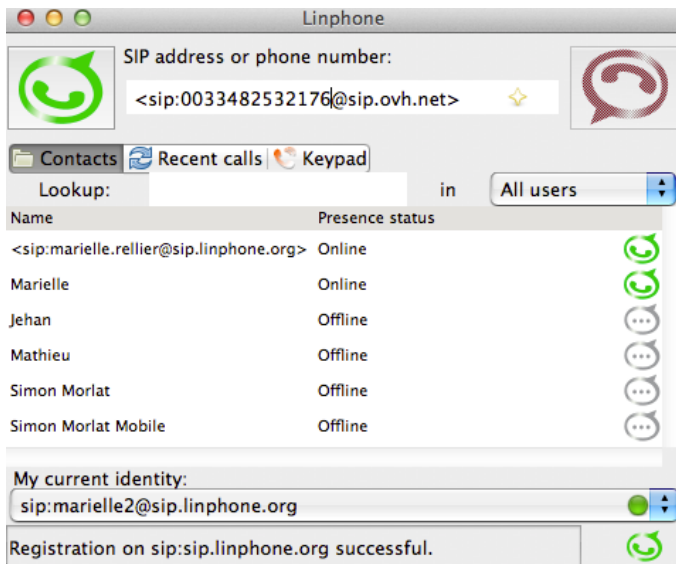 Linphone
SIP address or phone number:
<sip:0033482532176@sip.ovh.net>
Contacts Recent calls Keypad
Lookup: in All users
Name Presence status
<sip:marielle.rellier@sip.linphone.org> Online
Marielle Online
Jehan Offline
Mathieu Offline
Simon Morlat Offline
Simon Morlat Mobile Offline
My current identity:
sip:marielle2@sip.linphone.org
Registration on sip:sip.linphone.org successful.